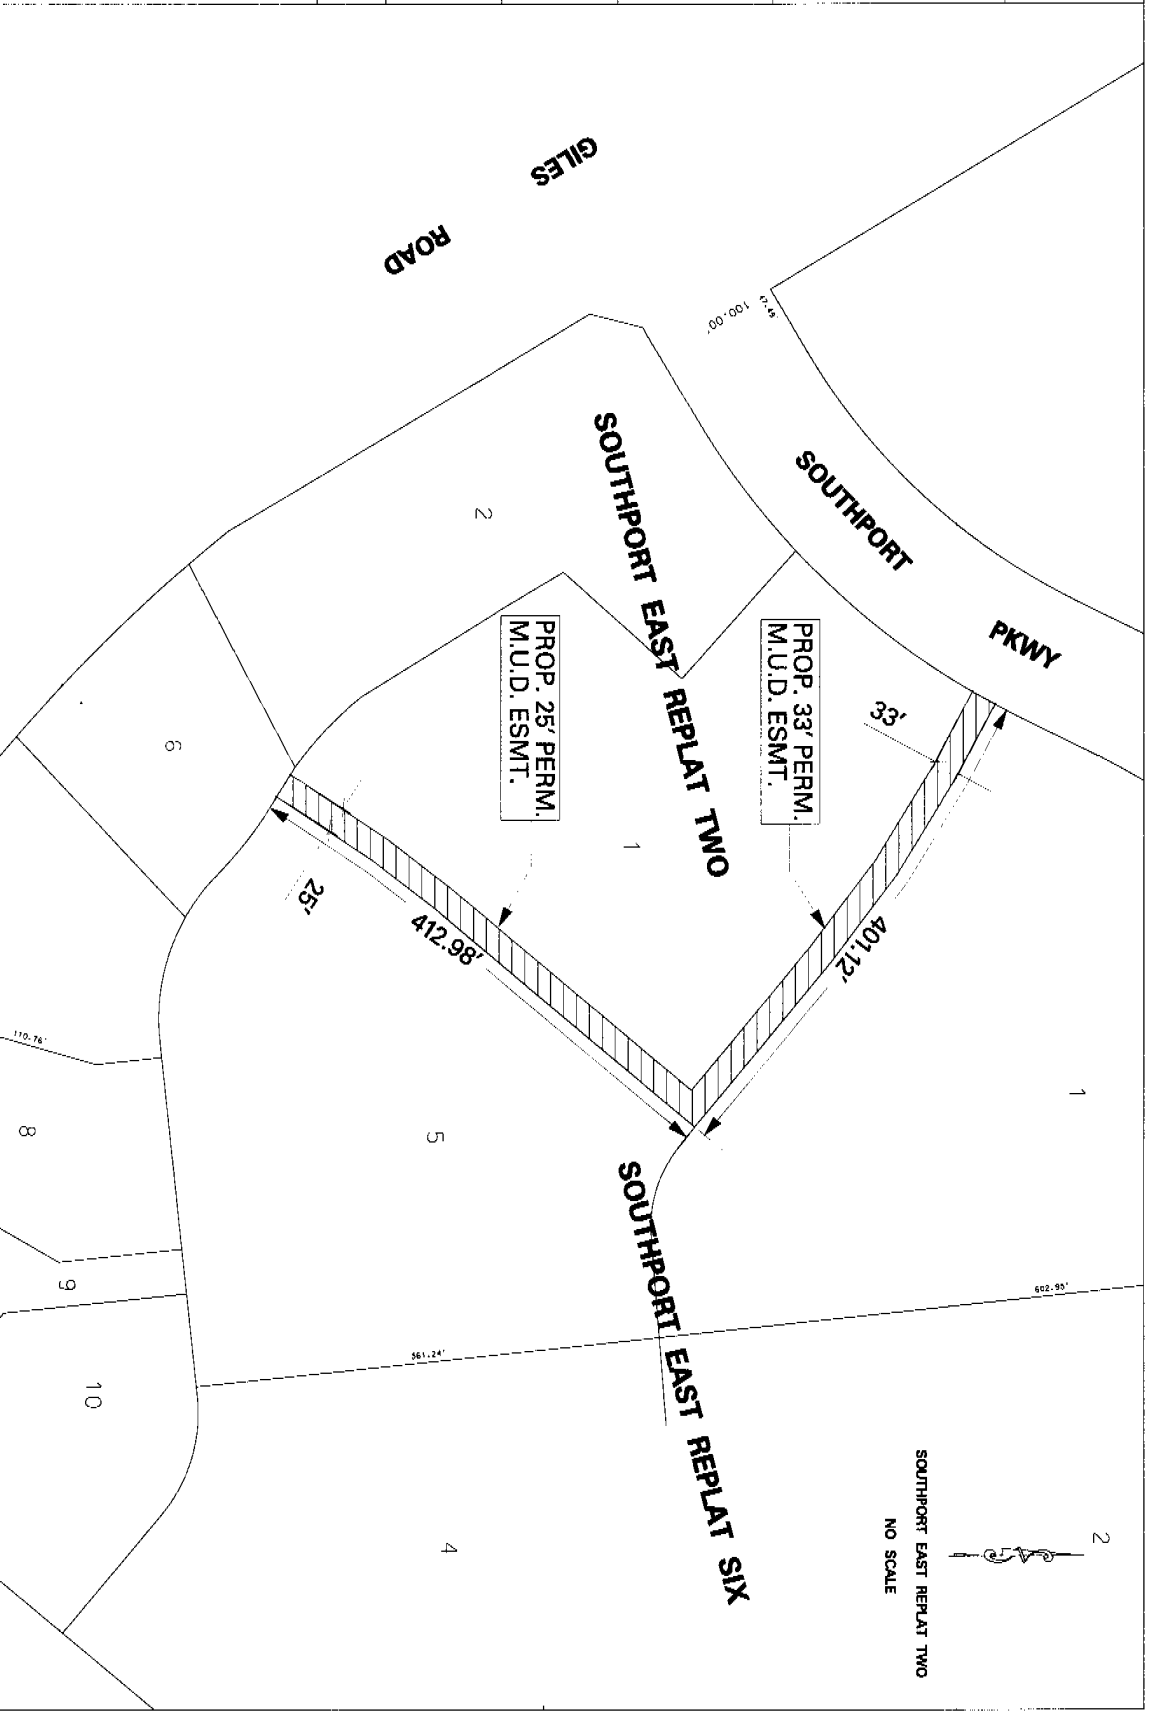 GILES
ROAD
47.49
100.00'
SOUTHPORT
PKWY
SOUTHPORT EAST REPLAT TWO
2
PROP. 33' PERM.
M.U.D. ESMT.
PROP. 25' PERM.
M.U.D. ESMT.
33'
401.12'
1
6
25'
412.98'
1
5
110.76'
8
9
10
SOUTHPORT EAST REPLAT SIX
602.95'
561.24'
4
2
SOUTHPORT EAST REPLAT TWO
NO SCALE